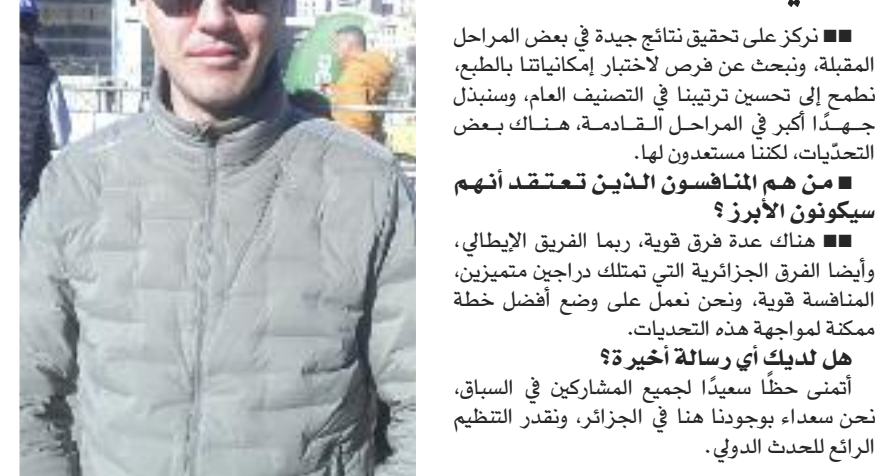 ■■ نركز على تحقيق نتائج جيدة في بعض المراحل
المقبلة، ونبحث عن فرص لاختبار إمكانياتنا بالطبع،
نطمح إلى تحسين ترتيبنا في التصنيف العام، وسنبذل
جهدًا أكبر في المراحل القادمة، هناك بعض
التحدّيات، لكننا مستعدون لها.
■ من هم المنافسون الذين تعتقد أنهم
سيكونون الأبرز؟
■■ هناك عدة فرق قوية، ربما الفريق الإيطالي،
وأيضا الفرق الجزائرية التي تمتلك دراجين متميزين،
المنافسة قوية، ونحن نعمل على وضع أفضل خطة
ممكنة لمواجهة هذه التحديات.
هل لديك أي رسالة أخيرة؟
أتمنى حظًا سعيدًا لجميع المشاركين في السباق،
نحن سعداء بوجودنا هنا في الجزائر، ونقدر التنظيم
الرائع للحدث الدولي.